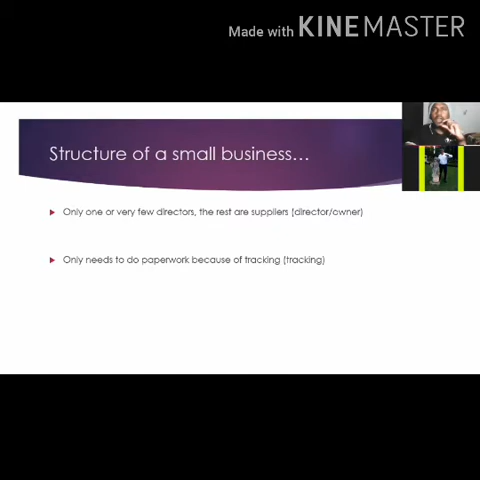 Made with KINEMASTER
Structure of a small business...
Only one or very few directors, the rest are suppliers (director/owner)
Only needs to do paperwork because of tracking (tracking)